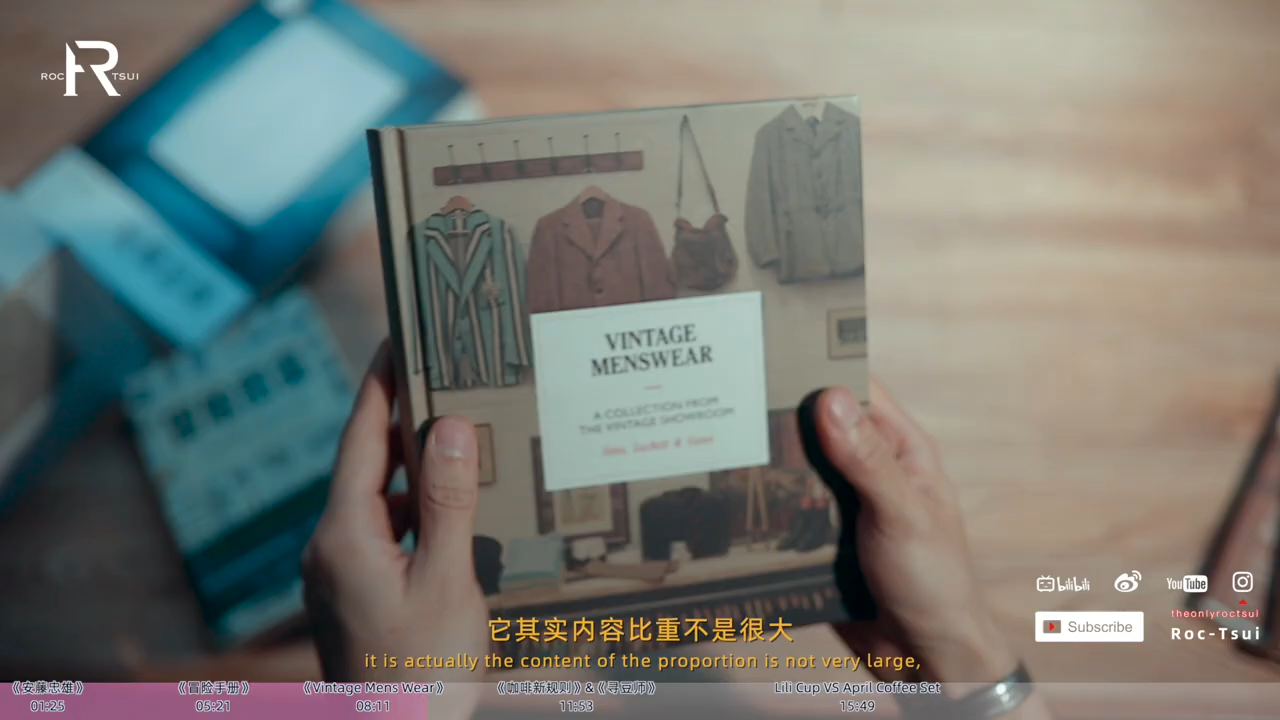 ROC R TSUI
VINTAGE
MENSWEAR
A COLLECTION FROM
THE VINTAGE SHOWROOM
bilibili
YouTube
theonlyroctsui
Subscribe
Roc-Tsui
它其实内容比重不是很大
it is actually the content of the proportion is not very large,
《安藤忠雄》 《冒险手册》 《Vintage Mens Wear》 《咖啡新规则》&《寻豆师》 Lili Cup VS April Coffee Set
01:25 05:21 08:11 11:53 15:49